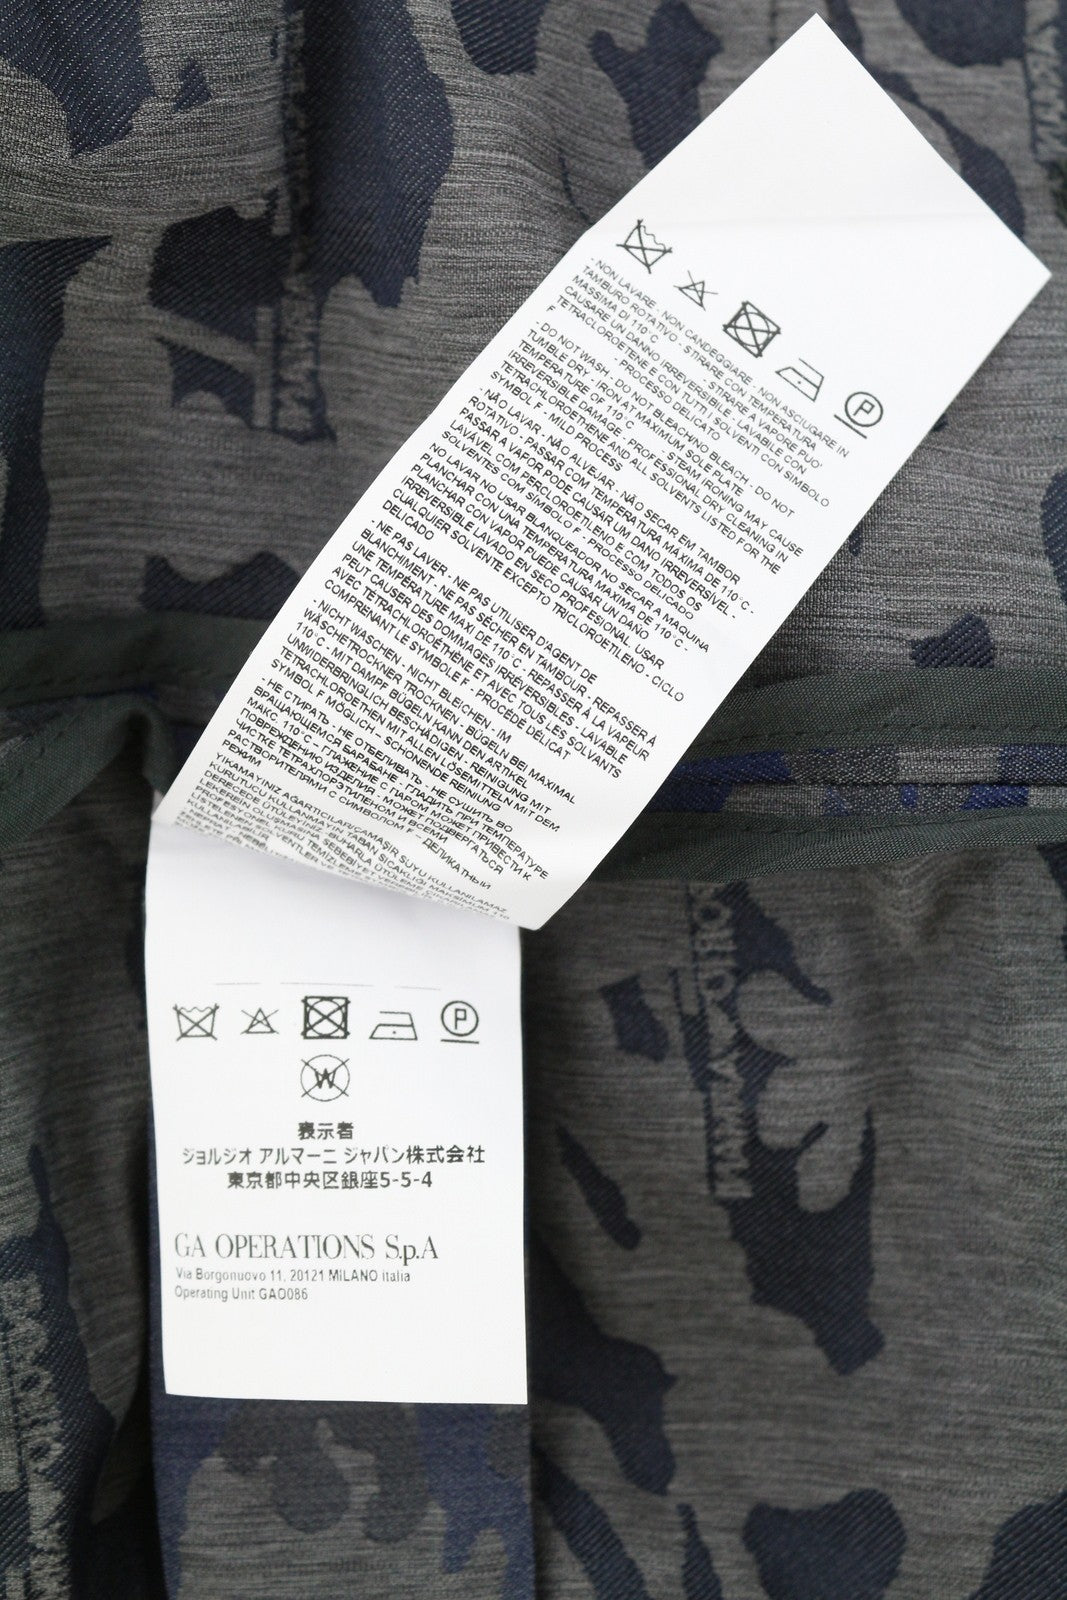 - NON LAVARE - NON CANDEGGIARE - NON ASCIUGARE IN
TAMBURO ROTATIVO - STIRARE CON TEMPERATURA
MASSIMA DI 110°C - STIRARE A VAPORE PUO'
CAUSARE UN DANNO IRREVERSIBILE - LAVABILE CON
TETRACLOROETENE E CON TUTTI I SOLVENTI CON SIMBOLO
F - PROCESSO DELICATO
- DO NOT WASH - DO NOT BLEACHING BLEACH - DO NOT
TUMBLE DRY - IRON AT MAXIMUM SOLE PLATE
TEMPERATURE OF 110°C - STEAM IRONING MAY CAUSE
IRREVERSIBLE DAMAGE - PROFESSIONAL DRY CLEANING IN
TETRACHLOROETHENE AND ALL SOLVENTS LISTED FOR THE
SYMBOL F - MILD PROCESS
- NÃO LAVAR - NÃO ALVEJAR - NÃO SECAR EM TAMBOR
ROTATIVO - PASSAR COM TEMPERATURA MÁXIMA DE 110°C -
PASSAR A VAPOR PODE CAUSAR UM DANO IRREVERSÍVEL -
LAVÁVEL COM PERCLOROETILENO E COM TODOS OS
SOLVENTES COM SÍMBOLO F - PROCESSO DELICADO
NO LAVAR NO USAR BLANQUEADOR NO SECAR A MAQUINA
PLANCHAR CON UNA TEMPERATURA MAXIMA DE 110°C -
PLANCHAR CON VAPOR PUEDE CAUSAR UN DAÑO
IRREVERSIBLE LAVADO EN SECO PROFESIONAL, USAR
CUALQUIER SOLVENTE EXCEPTO TRICLOROETILENO - CICLO
DELICADO
- NE PAS LAVER - NE PAS UTILISER D'AGENT DE
BLANCHIMENT - NE PAS SÉCHER EN TAMBOUR - REPASSER À
UNE TEMPÉRATURE MAXI DE 110°C - REPASSER À LA VAPEUR
PEUT CAUSER DES DOMMAGES IRRÉVERSIBLES - LAVABLE
AVEC TÉTRACHLOROÉTHÈNE ET AVEC TOUS LES SOLVANTS
COMPRENANT LE SYMBOLE F - PROCÉDÉ DÉLICAT
- NICHT WASCHEN - NICHT BLEICHEN - IM
WÄSCHETROCKNER TROCKNEN - BÜGELN BEI MAXIMAL
110°C - MIT DAMPF BÜGELN KANN DEN ARTIKEL
UNWIDERBRINGLICH BESCHÄDIGEN - REINIGUNG MIT
TETRACHLOROETHEN MIT ALLEN LÖSEMITTELN MIT DEM
SYMBOL F MÖGLICH - SCHONENDE REINIGUNG
- НЕ СТИРАТЬ - НЕ ОТБЕЛИВАТЬ - НЕ СУШИТЬ ВО
ВРАЩАЮЩЕМСЯ БАРАБАНЕ - ГЛАДИТЬ ПРИ ТЕМПЕРАТУРЕ
МАКС. 110°C – ГЛАЖЕНИЕ С ПАРОМ МОЖЕТ ПРИВЕСТИ К
ПОВРЕЖДЕНИЮ ИЗДЕЛИЯ - МОЖЕТ ПОДВЕРГАТЬСЯ
ЧИСТКЕ ТЕТРАХЛОРЭТИЛЕНОМ И ВСЕМИ
РАСТВОРИТЕЛЯМИ С СИМВОЛОМ F - ДЕЛИКАТНЫЙ
РЕЖИМ
YIKAMAYINIZ AĞARTICILAR/ÇAMAŞIR SUYU KULLANILAMAZ
P
W
P
表示者
ジョルジオ アルマーニ ジャパン株式会社
東京都中央区銀座5-5-4
GA OPERATIONS S.p.A
Via Borgonuovo 11, 20121 MILANO Italia
Operating Unit GAO086